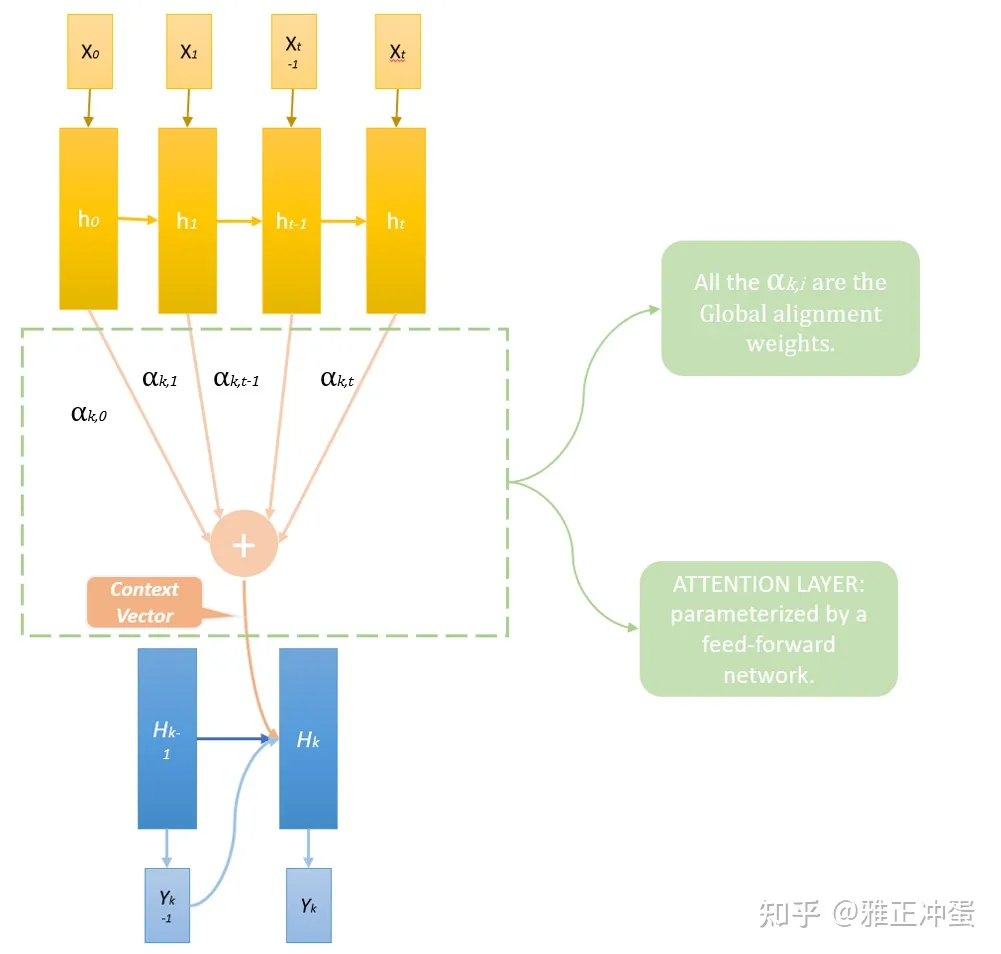 X0
X1
Xt
-1
Xt
h0
h1
ht-1
ht
αk,0
αk,1
αk,t-1
αk,t
All the αk,i are the
Global alignment
weights.
+
Context
Vector
ATTENTION LAYER:
parameterized by a
feed-forward
network.
Hk-
1
Hk
Yk
-1
Yk
知乎 @雅正冲蛋